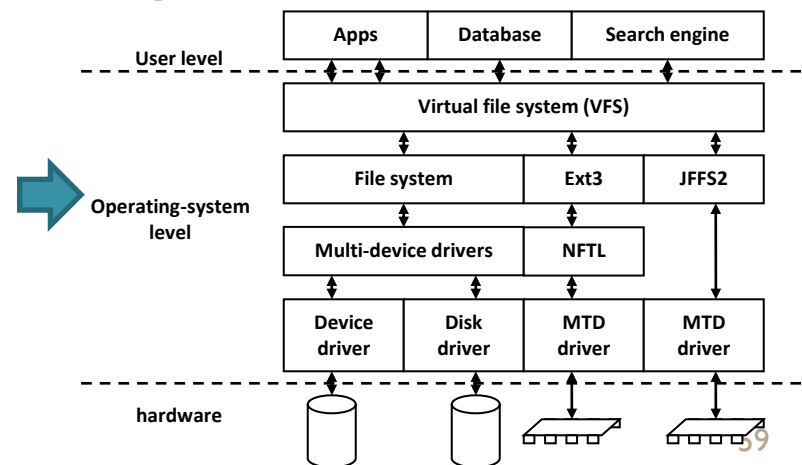 Apps Database Search engine
User level
Virtual file system (VFS)
File system Ext3 JFFS2
Operating-system
level
Multi-device drivers NFTL
Device Disk MTD MTD
driver driver driver driver
hardware
59